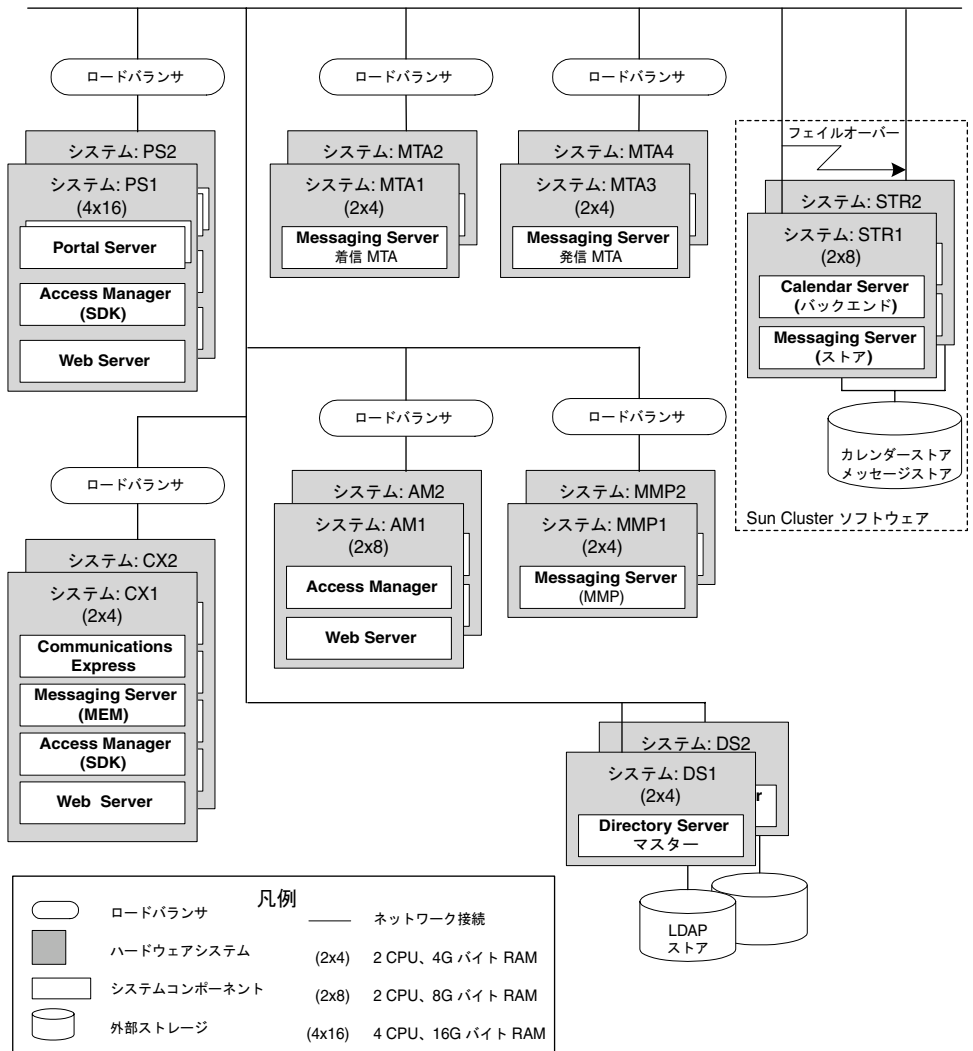 ロードバランサ
ロードバランサ
ロードバランサ
フェイルオーバー
システム: PS2
システム: PS1
(4x16)
Portal Server
Access Manager
(SDK)
Web Server
システム: MTA2
システム: MTA1
(2x4)
Messaging Server
着信 MTA
システム: MTA4
システム: MTA3
(2x4)
Messaging Server
発信 MTA
システム: STR2
システム: STR1
(2x8)
Calendar Server
(バックエンド)
Messaging Server
(ストア)
カレンダーストア
メッセージストア
Sun Cluster ソフトウェア
ロードバランサ
ロードバランサ
ロードバランサ
システム: CX2
システム: CX1
(2x4)
Communications
Express
Messaging Server
(MEM)
Access Manager
(SDK)
Web Server
システム: AM2
システム: AM1
(2x8)
Access Manager
Web Server
システム: MMP2
システム: MMP1
(2x4)
Messaging Server
(MMP)
システム: DS2
システム: DS1
(2x4)
r
Directory Server
マスター
LDAP
ストア
凡例
ロードバランサ
ハードウェアシステム
システムコンポーネント
外部ストレージ
ネットワーク接続
(2x4) 2 CPU、4G バイト RAM
(2x8) 2 CPU、8G バイト RAM
(4x16) 4 CPU、16G バイト RAM